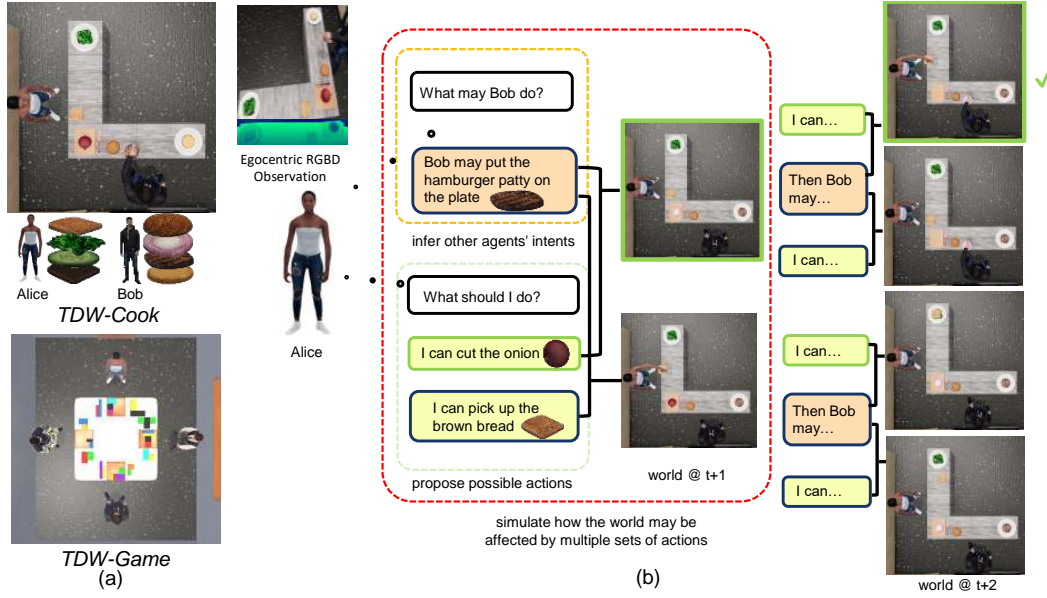 Alice
Bob
TDW-Cook
TDW-Game
(a)
Egocentric RGBD
Observation
Alice
What may Bob do?
Bob may put the
hamburger patty on
the plate
infer other agents' intents
What should I do?
I can cut the onion
I can pick up the
brown bread
propose possible actions
simulate how the world may be
affected by multiple sets of actions
(b)
world @ t+1
I can…
Then Bob
may…
I can…
I can…
Then Bob
may…
I can…
world @ t+2